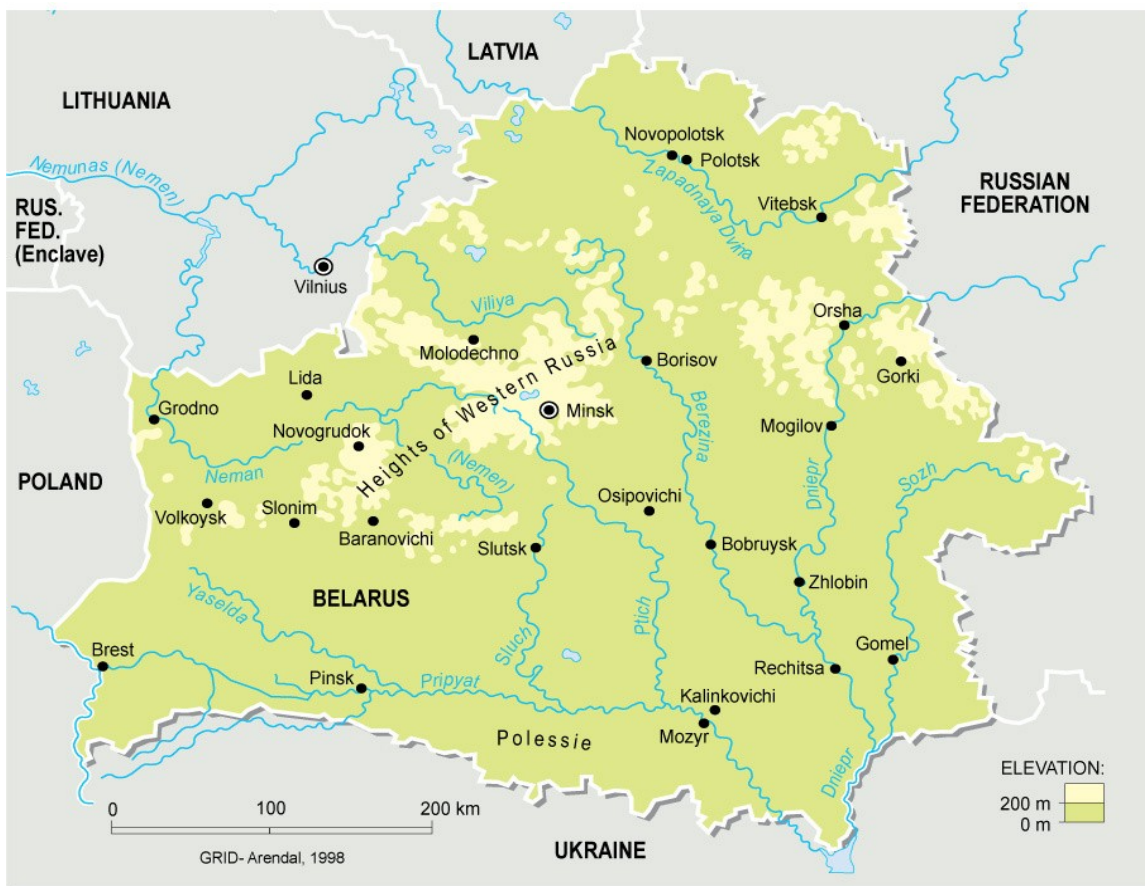 LATVIA
LITHUANIA
Novopolotsk
Polotsk
Nemunas (Nemen)
Zapadnaya Dvina
RUS.
FED.
(Enclave)
RUSSIAN
FEDERATION
Vitebsk
Vilnius
Viliya
Orsha
Molodechno
Borisov
Gorki
Lida
Heights of Western Russia
Minsk
Grodno
Novogrudok
Berezina
Mogilov
Neman
(Nemen)
Dniepr
Sozh
POLAND
Osipovichi
Volkoysk
Slonim
Baranovichi
Slutsk
Bobruysk
Yaselda
BELARUS
Zhlobin
Ptich
Sluch
Brest
Gomel
Rechitsa
Pinsk
Pripyat
Kalinkovichi
Mozyr
Polessie
Dniepr
ELEVATION:
200 m
0 m
0 100 200 km
GRID- Arendal, 1998
UKRAINE